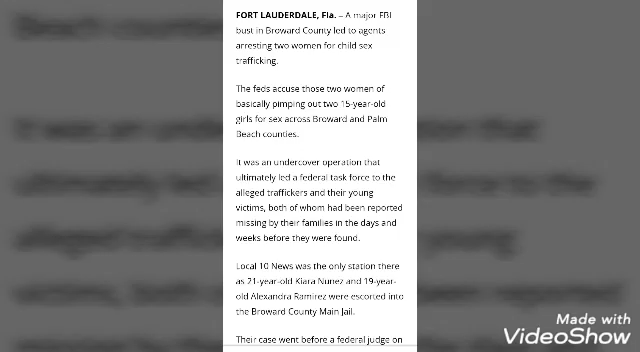 FORT LAUDERDALE, Fla. – A major FBI
bust in Broward County led to agents
arresting two women for child sex
trafficking.
The feds accuse those two women of
basically pimping out two 15-year-old
girls for sex across Broward and Palm
Beach counties.
It was an undercover operation that
ultimately led a federal task force to the
alleged traffickers and their young
victims, both of whom had been reported
missing by their families in the days and
weeks before they were found.
Local 10 News was the only station there
as 21-year-old Kiara Nunez and 19-year-
old Alexandra Ramirez were escorted into
the Broward County Main Jail.
Their case went before a federal judge on
Made with
VideoShow